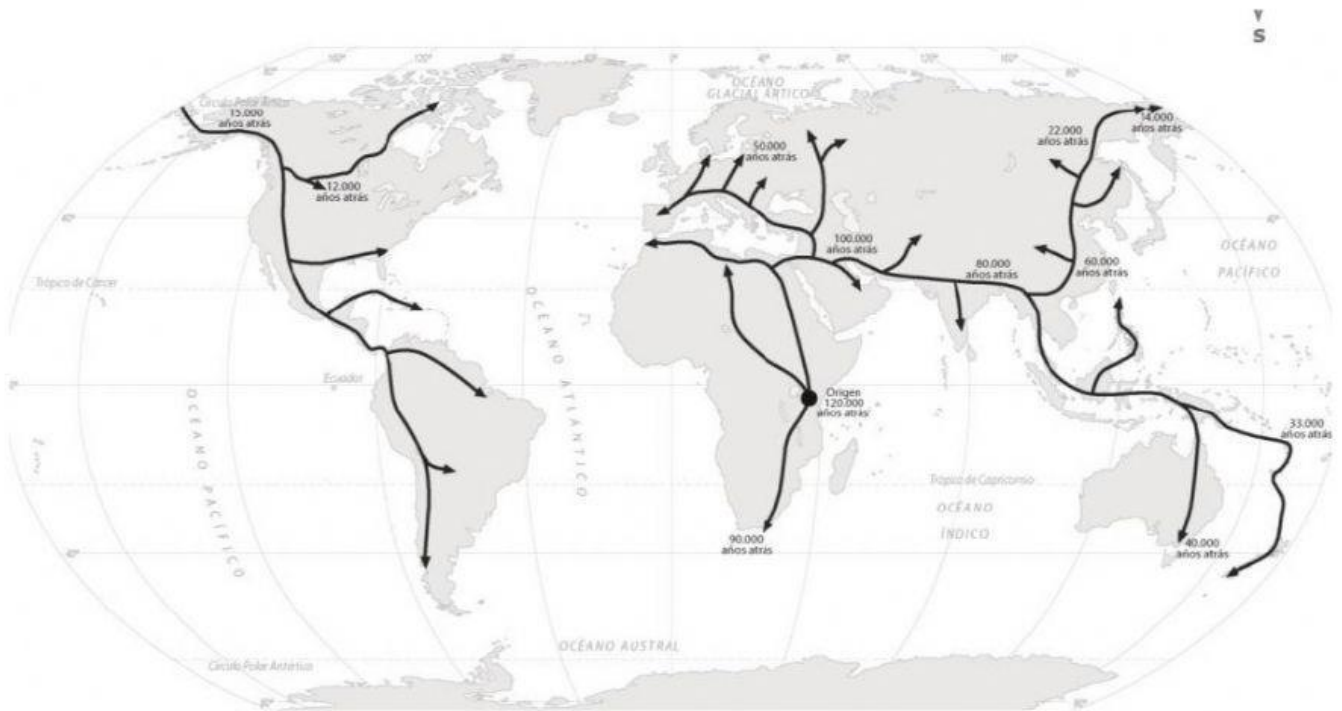 S
OCÉANO
GLACIAL ÁRTICO
Círculo Polar Ártico
15.000
años atrás
12.000
años atrás
50.000
años atrás
22.000
años atrás
14.000
años atrás
100.000
años atrás
80.000
años atrás
60.000
años atrás
OCÉANO
PACÍFICO
Trópico de Cáncer
OCÉANO ATLÁNTICO
Ecuador
Origen
120.000
años atrás
OCÉANO PACÍFICO
33.000
años atrás
Trópico de Capricornio
OCÉANO
ÍNDICO
90.000
años atrás
40.000
años atrás
OCÉANO AUSTRAL
Círculo Polar Antártico